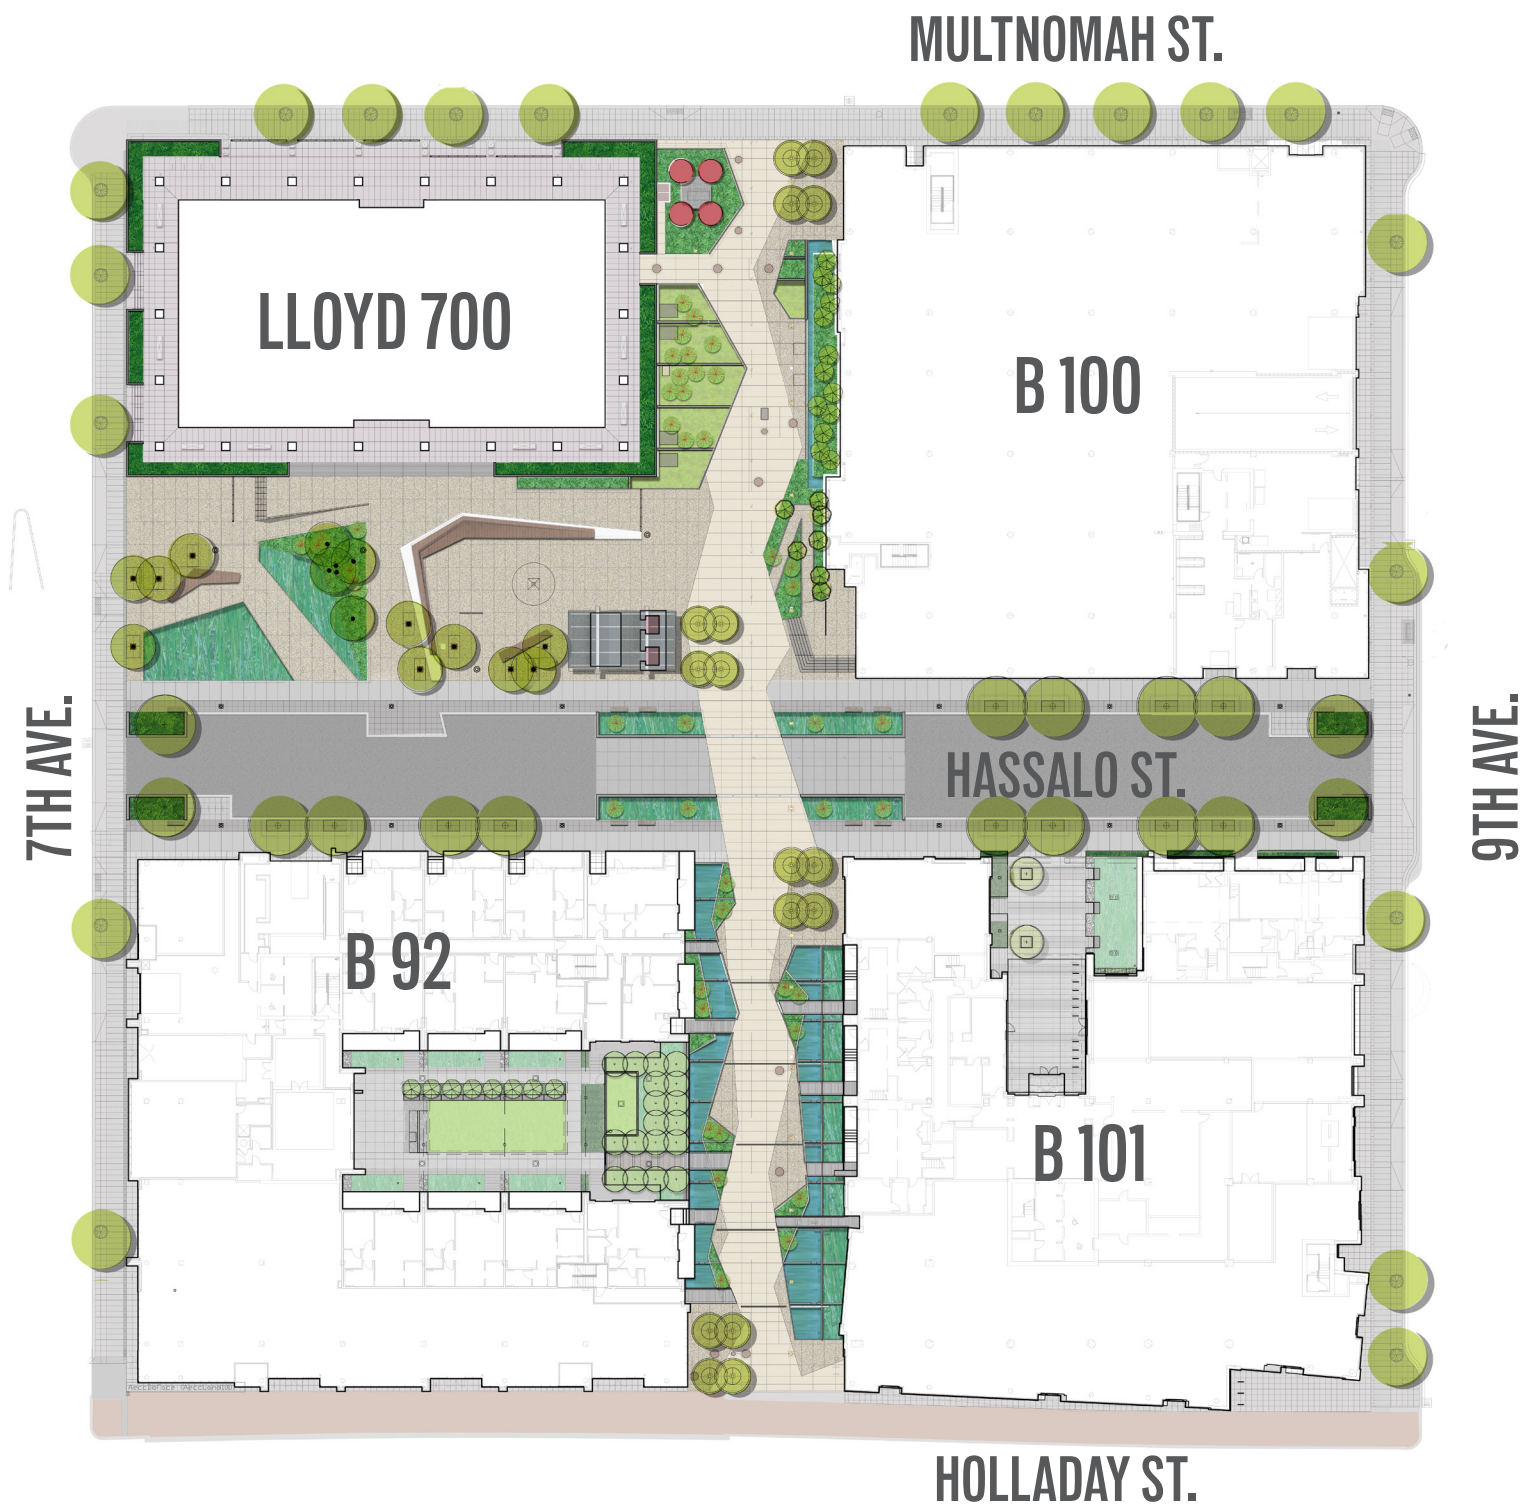 MULTNOMAH ST.
LLOYD 700
B 100
7TH AVE.
HASSALO ST.
9TH AVE.
B 92
B 101
HOLLADAY ST.